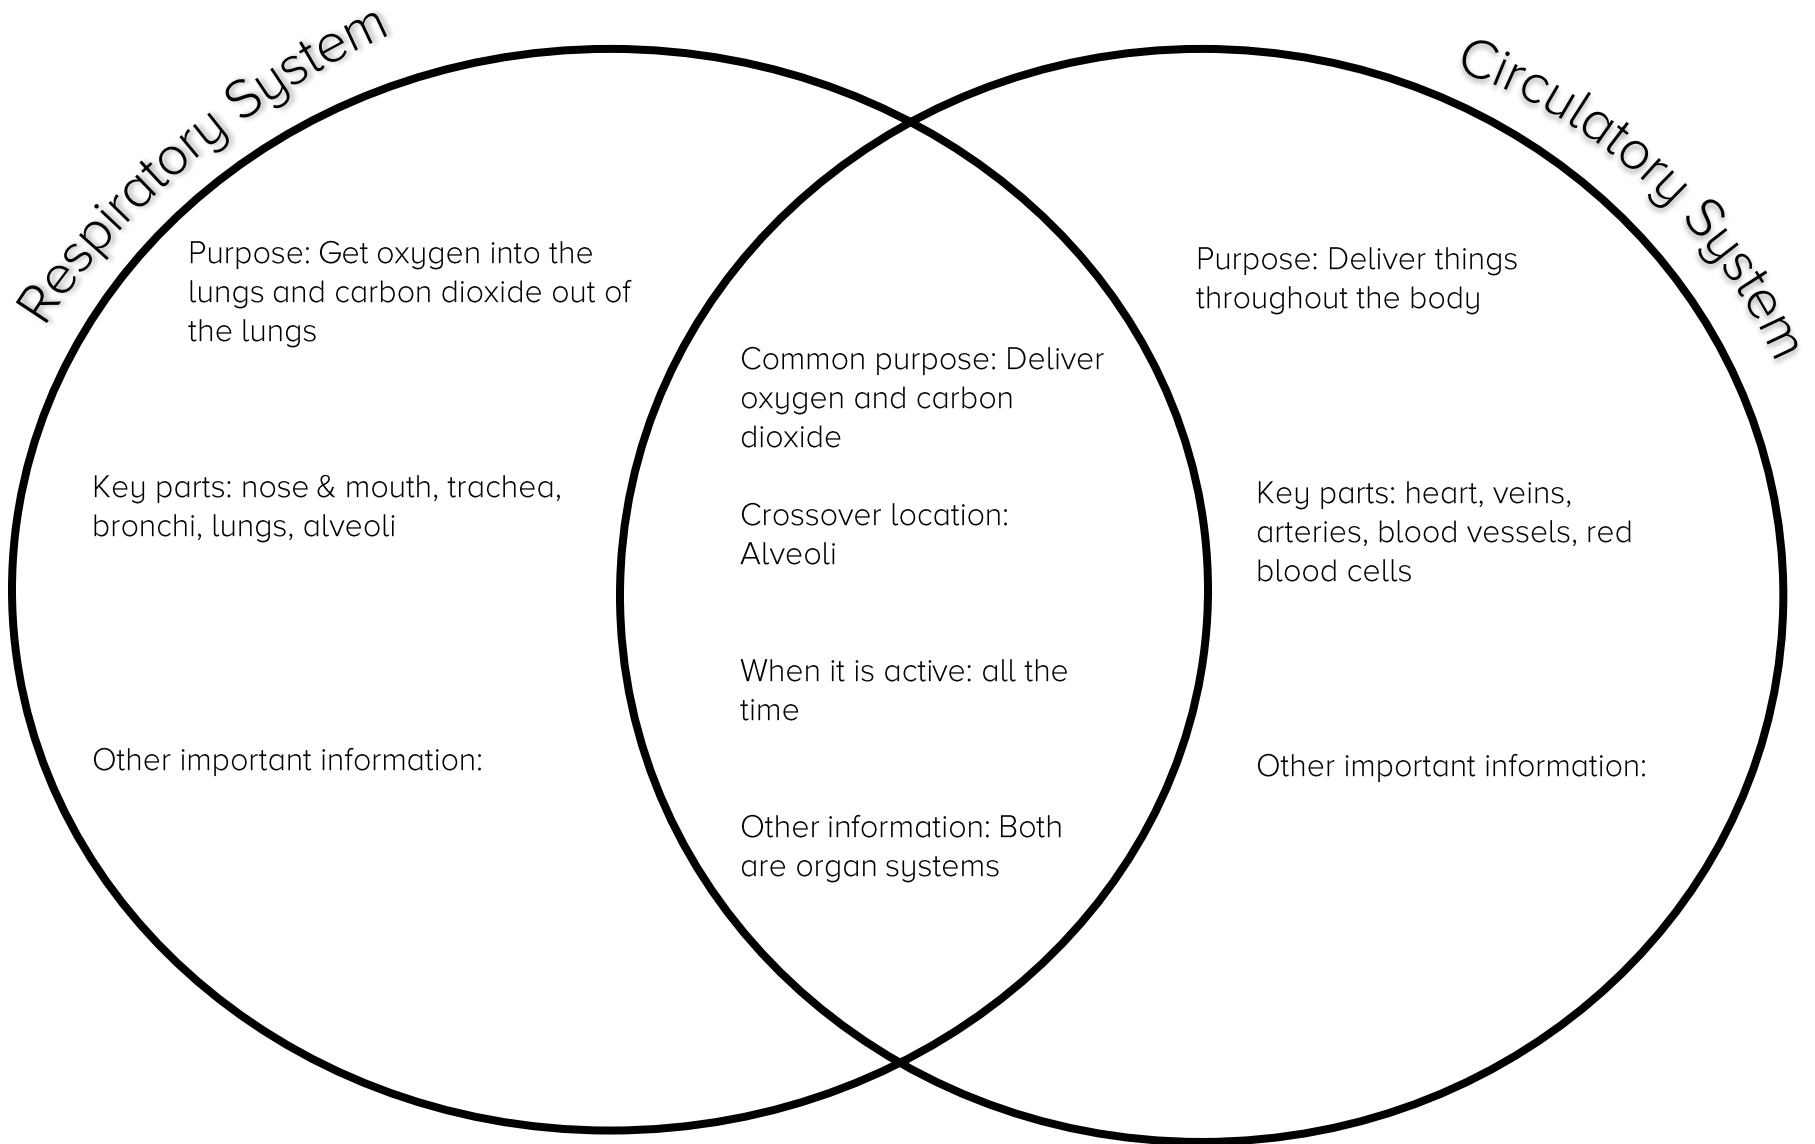 Respiratory System
Purpose: Get oxygen into the
lungs and carbon dioxide out of
the lungs
Key parts: nose & mouth, trachea,
bronchi, lungs, alveoli
Other important information:
Common purpose: Deliver
oxygen and carbon
dioxide
Crossover location:
Alveoli
When it is active: all the
time
Other information: Both
are organ systems
Circulatory System
Purpose: Deliver things
throughout the body
Key parts: heart, veins,
arteries, blood vessels, red
blood cells
Other important information: